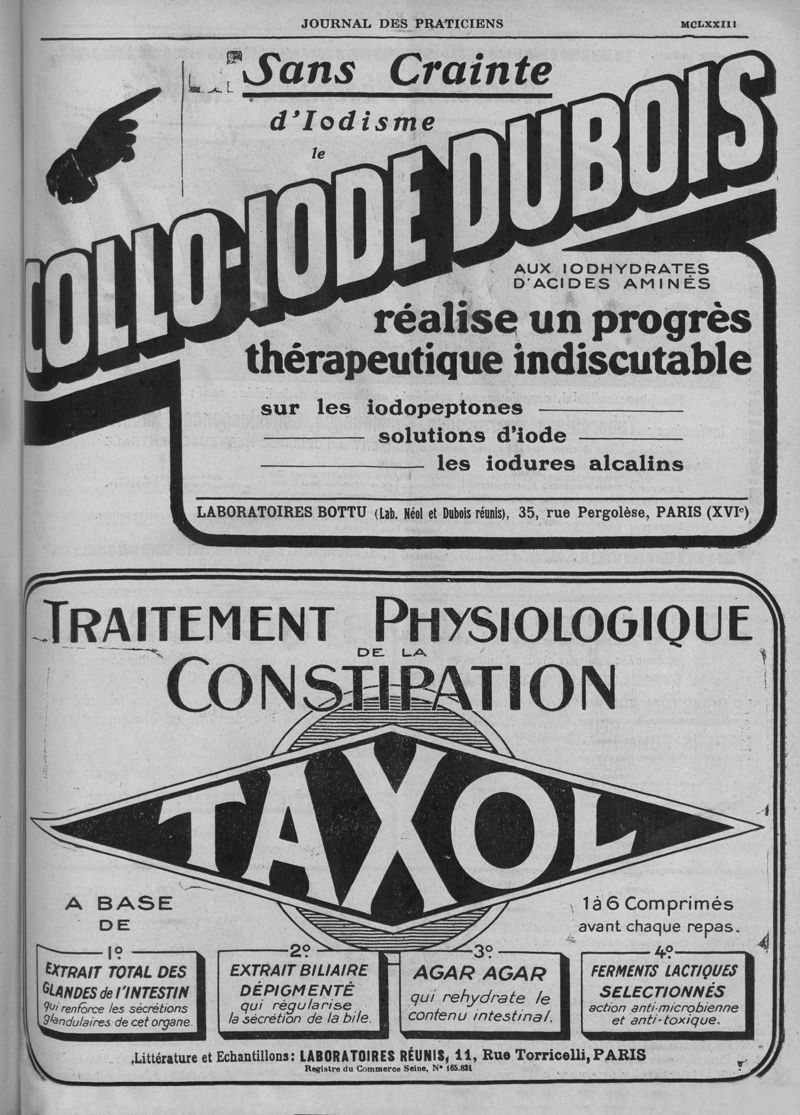 JOURNAL DES PRATICIENS MCLXXIII
Sans Crainte
d'Iodisme
le
COLLO-IODE DUBOIS
AUX IODHYDRATES
D'ACIDES AMINÉS
réalise un progrès
thérapeutique indiscutable
sur les iodopeptones
solutions d'iode
les iodures alcalins
LABORATOIRES BOTTU (Lab. Néol et Dubois réunis), 35, rue Pergolèse, PARIS (XVIe)
TRAITEMENT PHYSIOLOGIQUE
DE LA
CONSTIPATION
TAXOL
A BASE
DE
1 à 6 Comprimés
avant chaque repas.
1º
EXTRAIT TOTAL DES
GLANDES de l'INTESTIN
qui renforce les sécrétions
glandulaires de cet organe.
2º
EXTRAIT BILIAIRE
DÉPIGMENTÉ
qui régularise
la sécrétion de la bile.
3º
AGAR AGAR
qui rehydrate le
contenu intestinal.
4º
FERMENTS LACTIQUES
SELECTIONNÉS
action anti-microbienne
et anti-toxique.
Littérature et Echantillons: LABORATOIRES RÉUNIS, 11, Rue Torricelli, PARIS
Registre du Commerce Seine, Nº 165.831